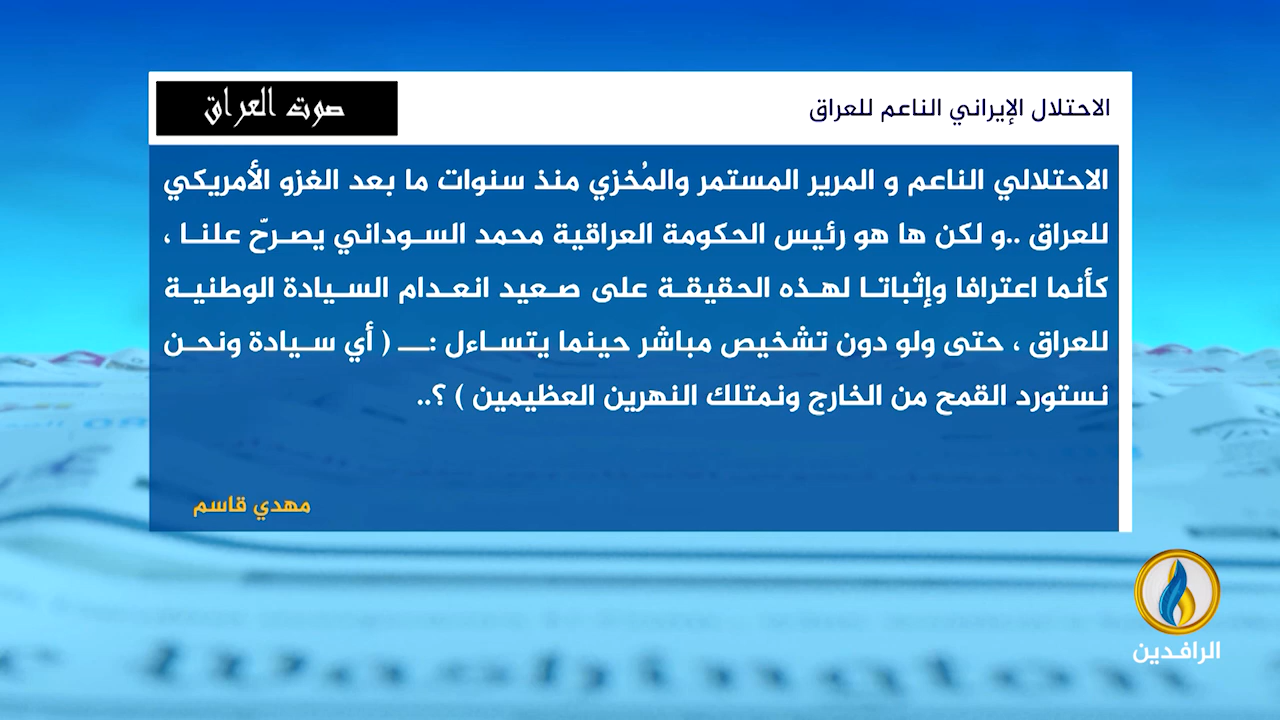 صوت العراق
الاحتلال الإيراني الناعم للعراق
الاحتلالي الناعم و المرير المستمر والمُخزي منذ سنوات ما بعد الغزو الأمريكي
للعراق ..و لكن ها هو رئيس الحكومة العراقية محمد السوداني يصرحّ علنا ،
كأنما اعترافا وإثباتا لهذه الحقيقة على صعيد انعدام السيادة الوطنية
للعراق ، حتى ولو دون تشخيص مباشر حينما يتساءل :ــ ( أي سيادة ونحن
نستورد القمح من الخارج ونمتلك النهرين العظيمين ) ؟..
مهدي قاسم
الرافدين